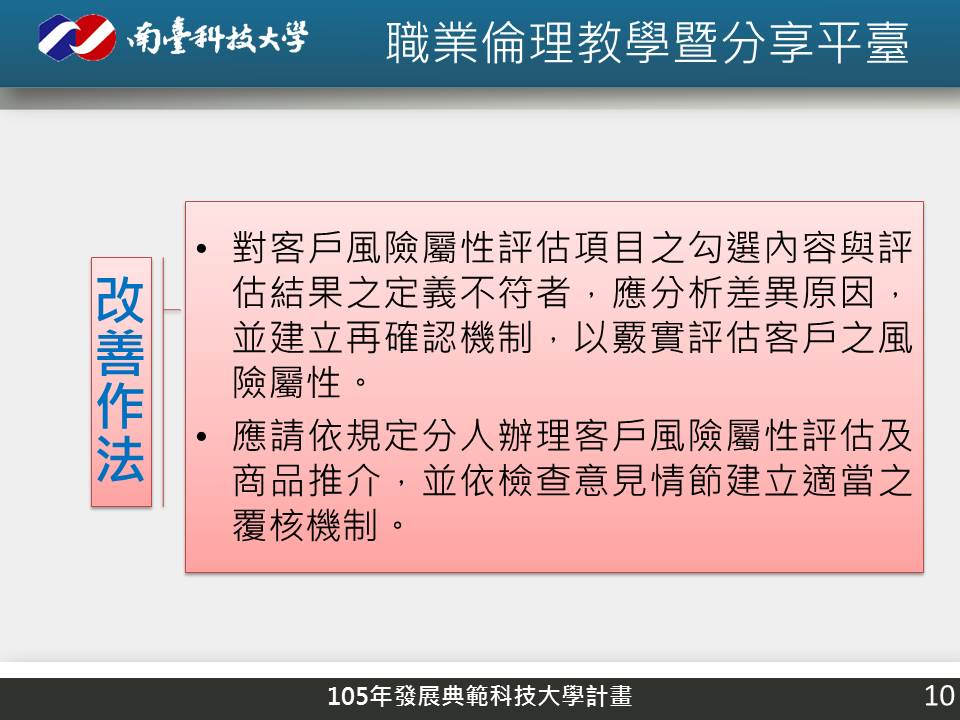 南臺科技大學
職業倫理教學暨分享平臺
改善作法
• 對客戶風險屬性評估項目之勾選內容與評
估結果之定義不符者，應分析差異原因，
並建立再確認機制，以覈實評估客戶之風
險屬性。
• 應請依規定分人辦理客戶風險屬性評估及
商品推介，並依檢查意見情節建立適當之
覆核機制。
105年發展典範科技大學計畫
10